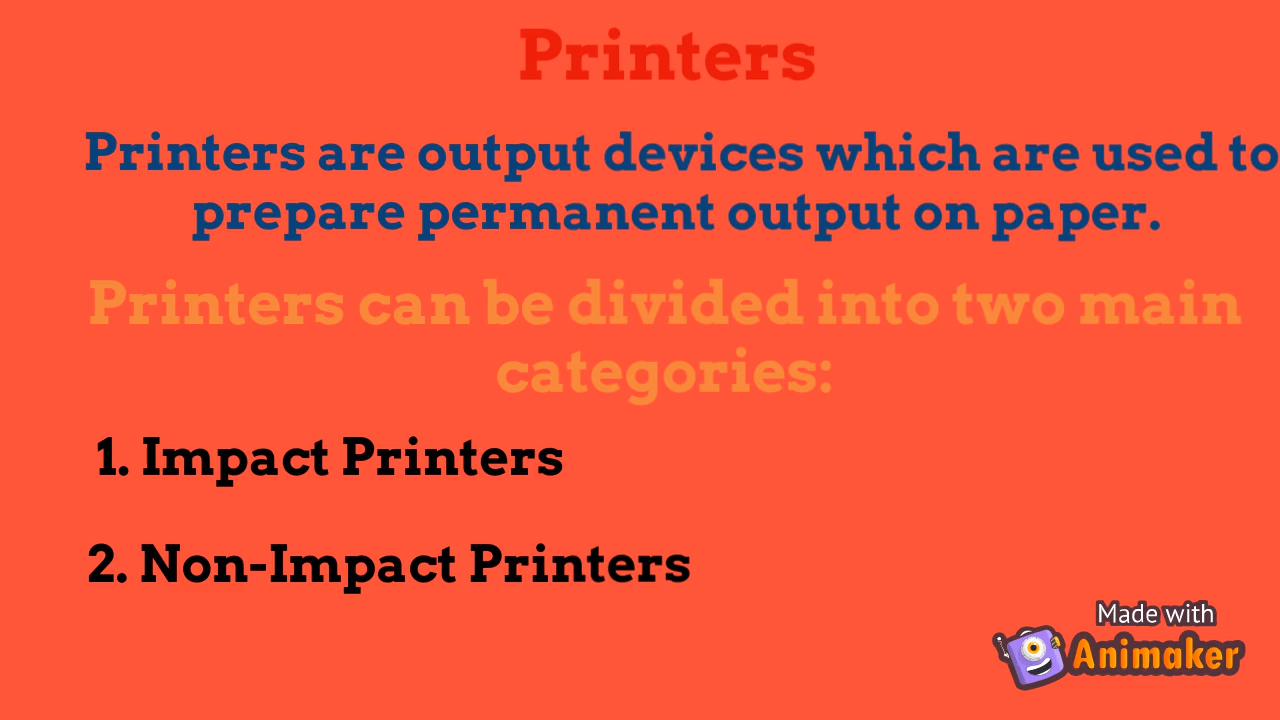 Printers
Printers are output devices which are used to
prepare permanent output on paper.
Printers can be divided into two main
categories:
1. Impact Printers
2. Non-Impact Printers
Made with
Animaker